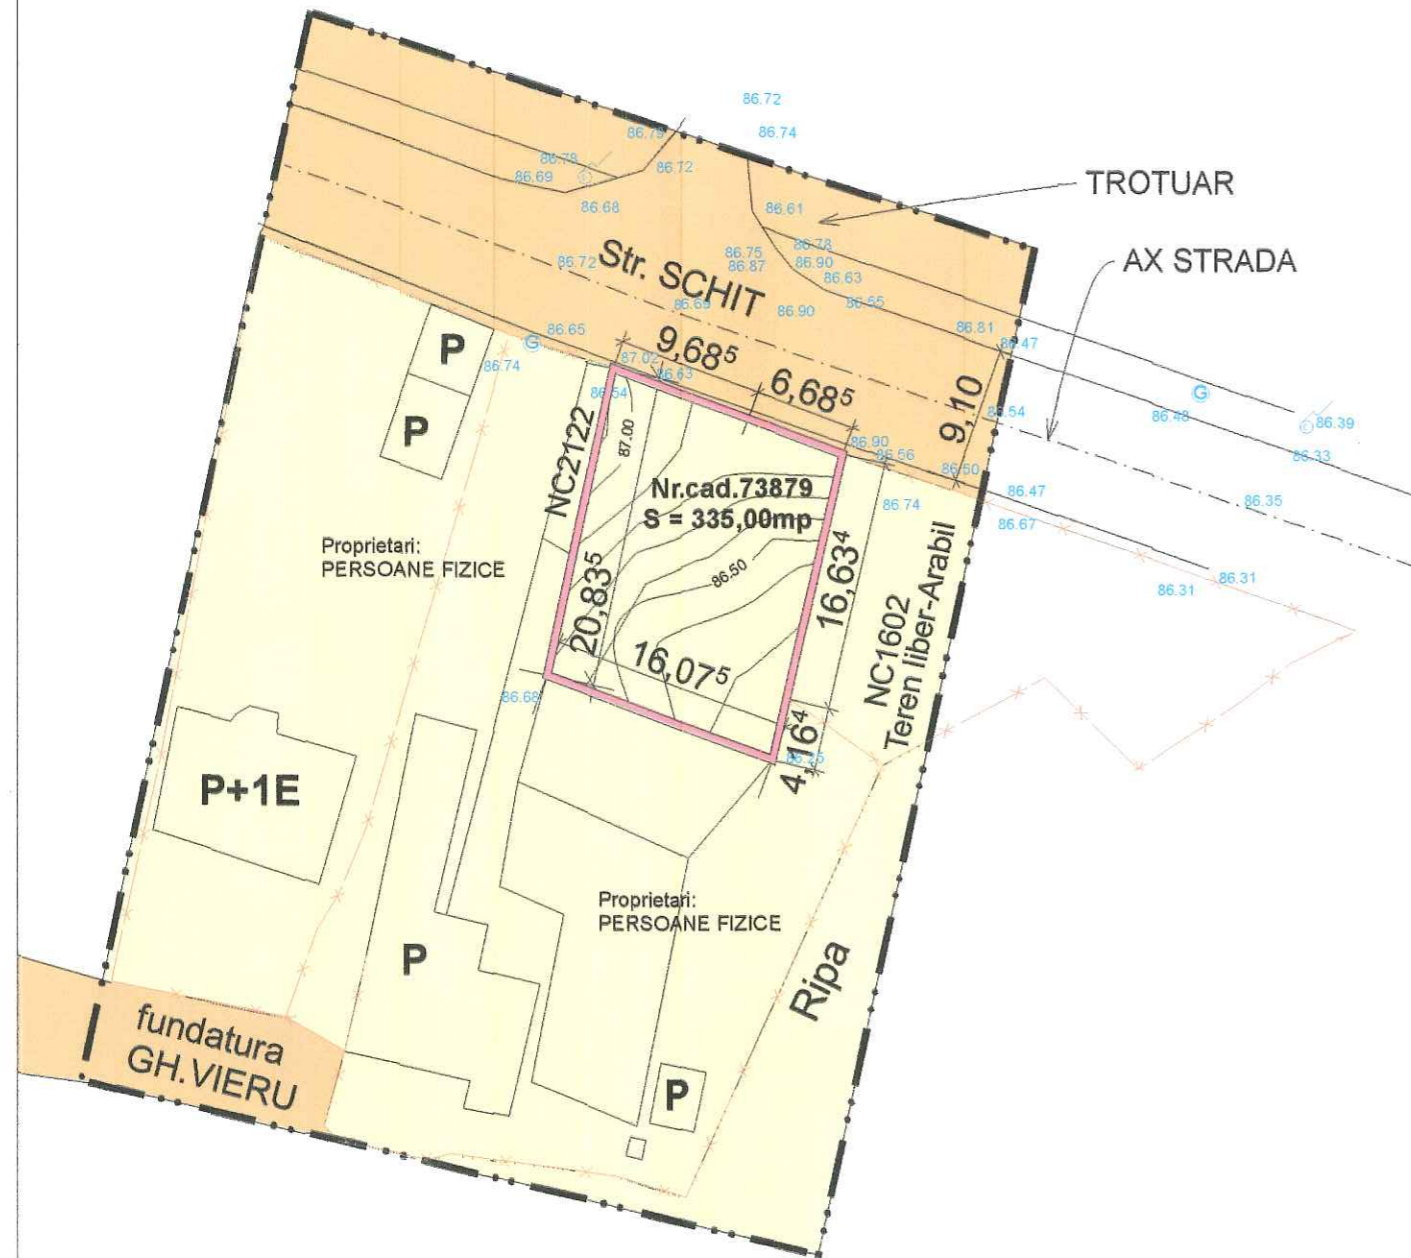 86.72
86.79
86.74
86.78
86.72
86.69
TROTUAR
86.68
86.61
Str. SCHIT
86.75
86.78
86.87
86.90
86.72
86.63
AX STRADA
86.69
86.90
86.55
86.65
86.81
86.47
P
86.74
G
87.02
9,68⁵
86.63
86.54
6,68⁵
9,10
G
86.54
86.48
86.39
P
NC2122
87.00
86.90
86.56
86.50
86.33
Nr.cad.73879
S = 335,00mp
86.74
86.47
86.35
86.67
Proprietari:
PERSOANE FIZICE
86.50
20,83⁵
16,63⁴
86.31
86.31
NC1602
Teren liber-Arabil
16,07⁵
86.68
4,16⁴
P+1E
Proprietari:
PERSOANE FIZICE
P
Ripa
fundatura
GH.VIERU
P